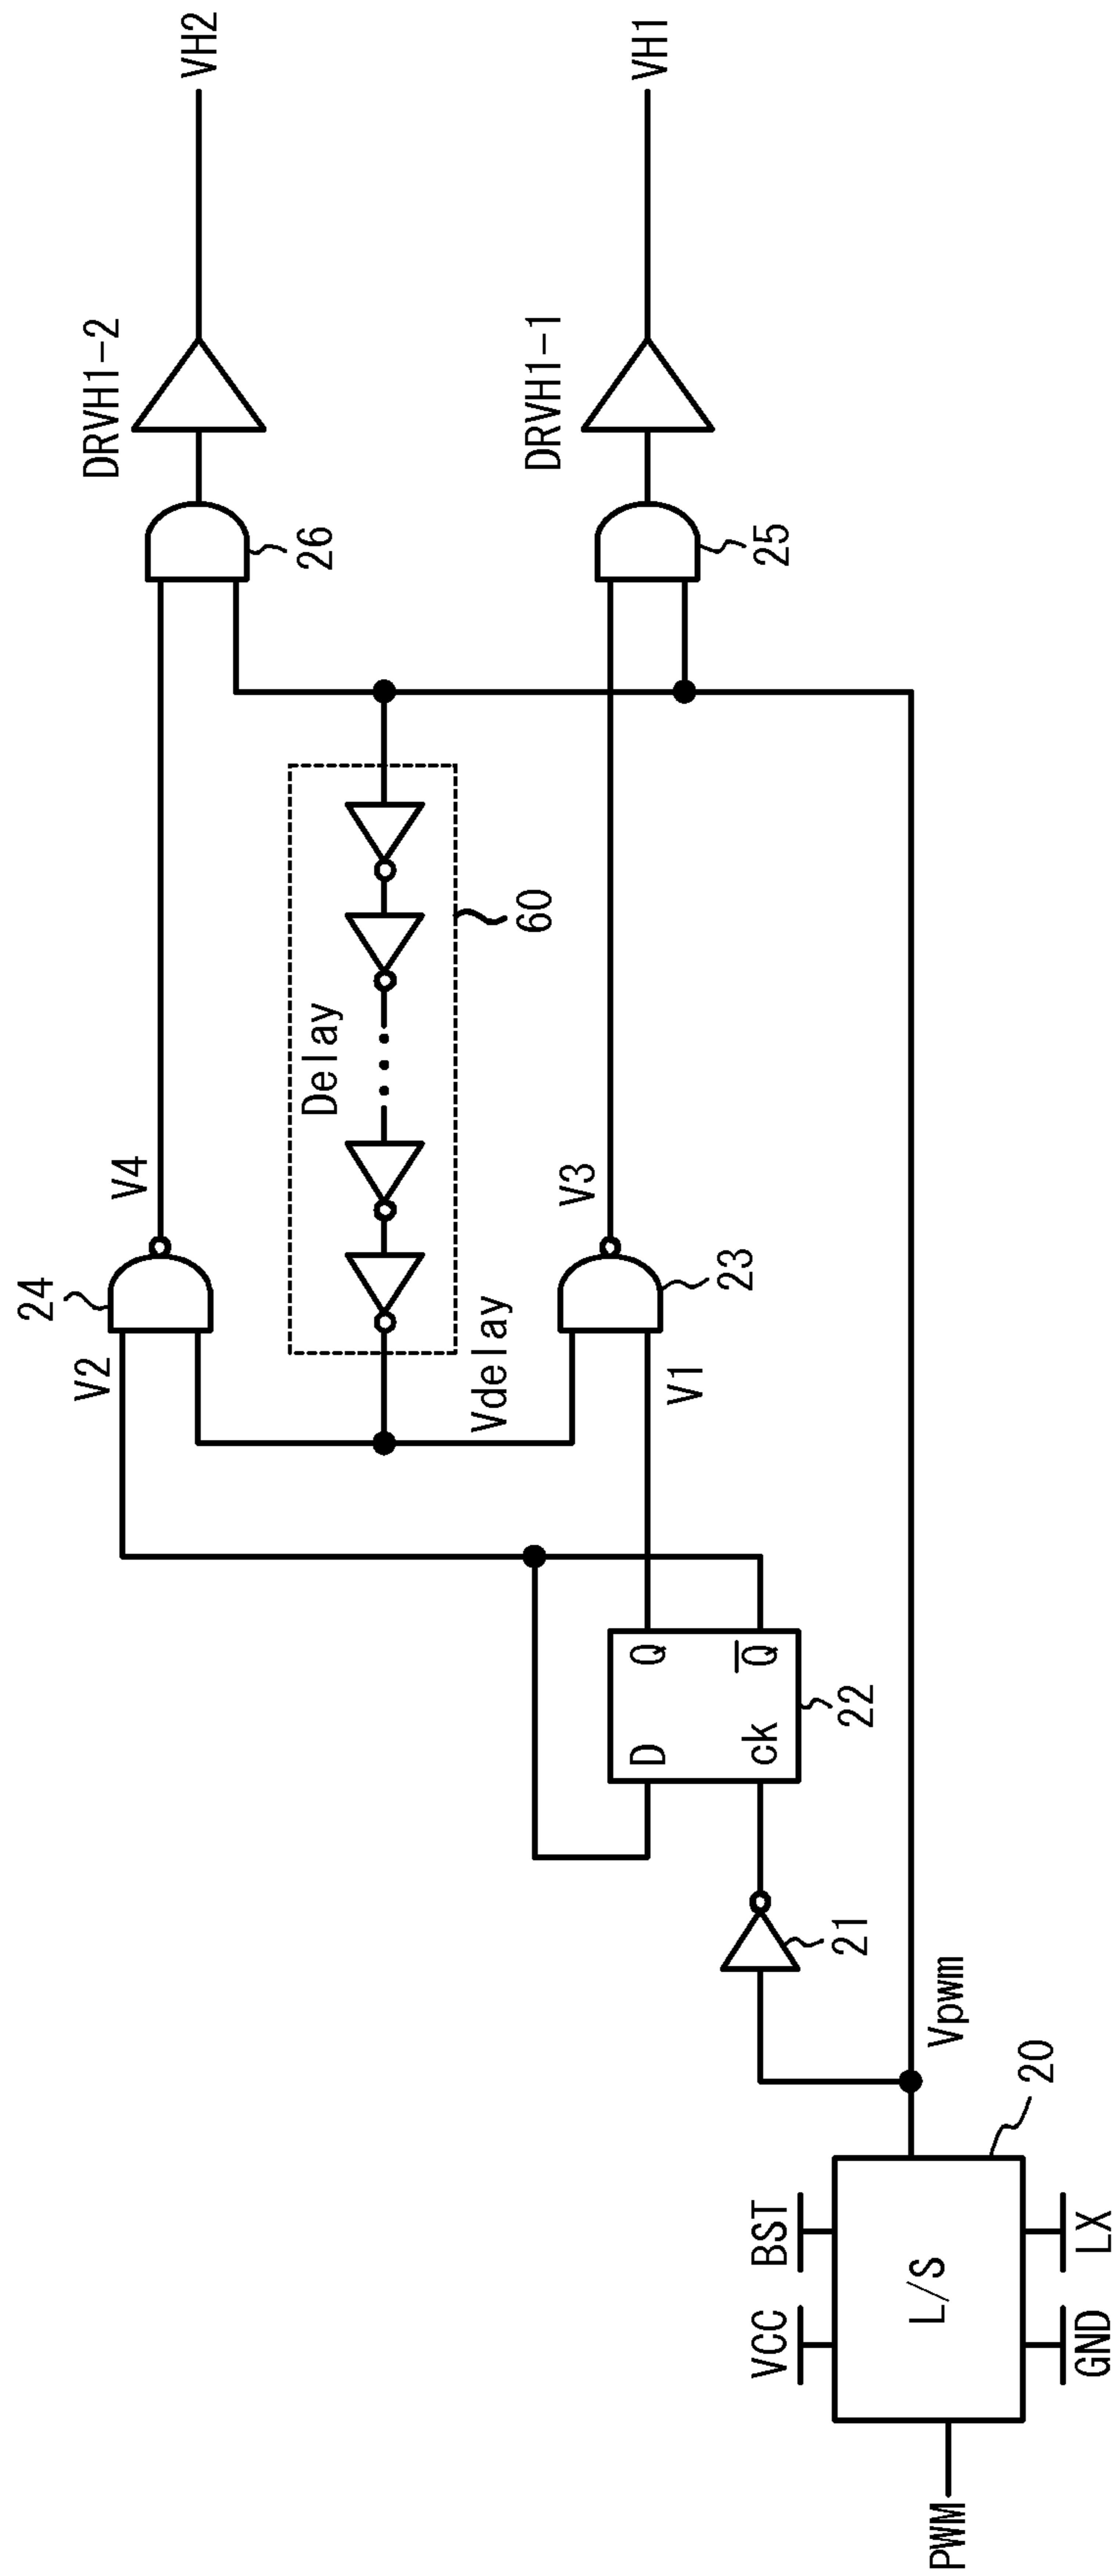 VH2
DRVH1-2
26
V4
24
V2
Delay
60
Vdelay
VH1
DRVH1-1
25
V3
23
V1
D
Q
ck
Q̅
22
21
Vpwm
20
VCC
BST
L/S
GND
LX
PWM